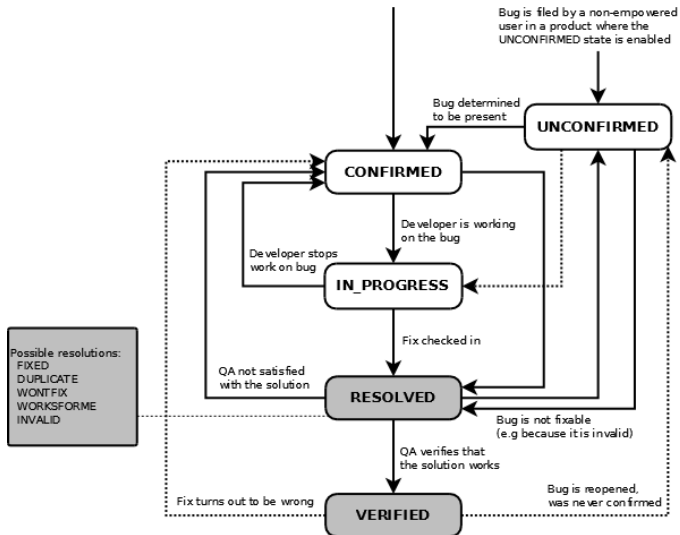 Bug is filed by a non-empowered
user in a product where the
UNCONFIRMED state is enabled
Bug determined
to be present
UNCONFIRMED
CONFIRMED
Developer is working
on the bug
Developer stops
work on bug
IN_PROGRESS
Possible resolutions:
FIXED
DUPLICATE
WONTFIX
WORKSFORME
INVALID
Fix checked in
QA not satisfied
with the solution
RESOLVED
Bug is not fixable
(e.g because it is invalid)
QA verifies that
the solution works
Fix turns out to be wrong
Bug is reopened,
was never confirmed
VERIFIED